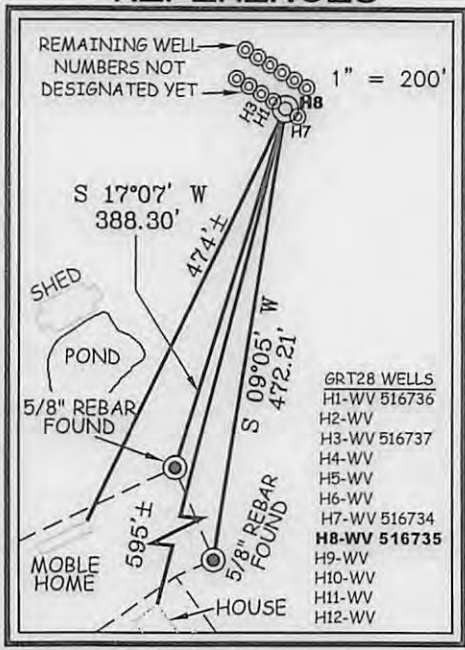 REFERENCES
REMAINING WELL
NUMBERS NOT
DESIGNATED YET
1" = 200'
H8
H3
H1
H7
S 17°07' W
388.30'
474'±
S 09°05' W
472.21'
SHED
POND
5/8" REBAR
FOUND
595'±
5/8" REBAR
FOUND
MOBLE
HOME
HOUSE
GRT28 WELLS
H1-WV 516736
H2-WV
H3-WV 516737
H4-WV
H5-WV
H6-WV
H7-WV 516734
H8-WV 516735
H9-WV
H10-WV
H11-WV
H12-WV